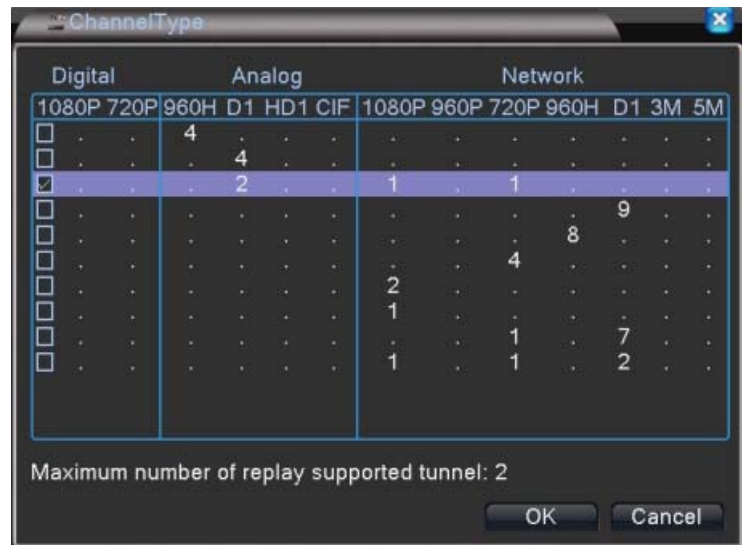 ChannelType
Digital Analog Network
1080P 720P 960H D1 HD1 CIF 1080P 960P 720P 960H D1 3M 5M
. . 4 . . . . . . . . . .
. . . 4 . . . . . . . . .
. . . 2 . . 1 . 1 . . . .
. . . . . . . . . . 9 . .
. . . . . . . . . 8 . . .
. . . . . . . . 4 . . . .
. . . . . . 2 . . . . . .
. . . . . . 1 . . . . . .
. . . . . . . . 1 . 7 . .
. . . . . . 1 . 1 . 2 . .
Maximum number of replay supported tunnel: 2
OK Cancel